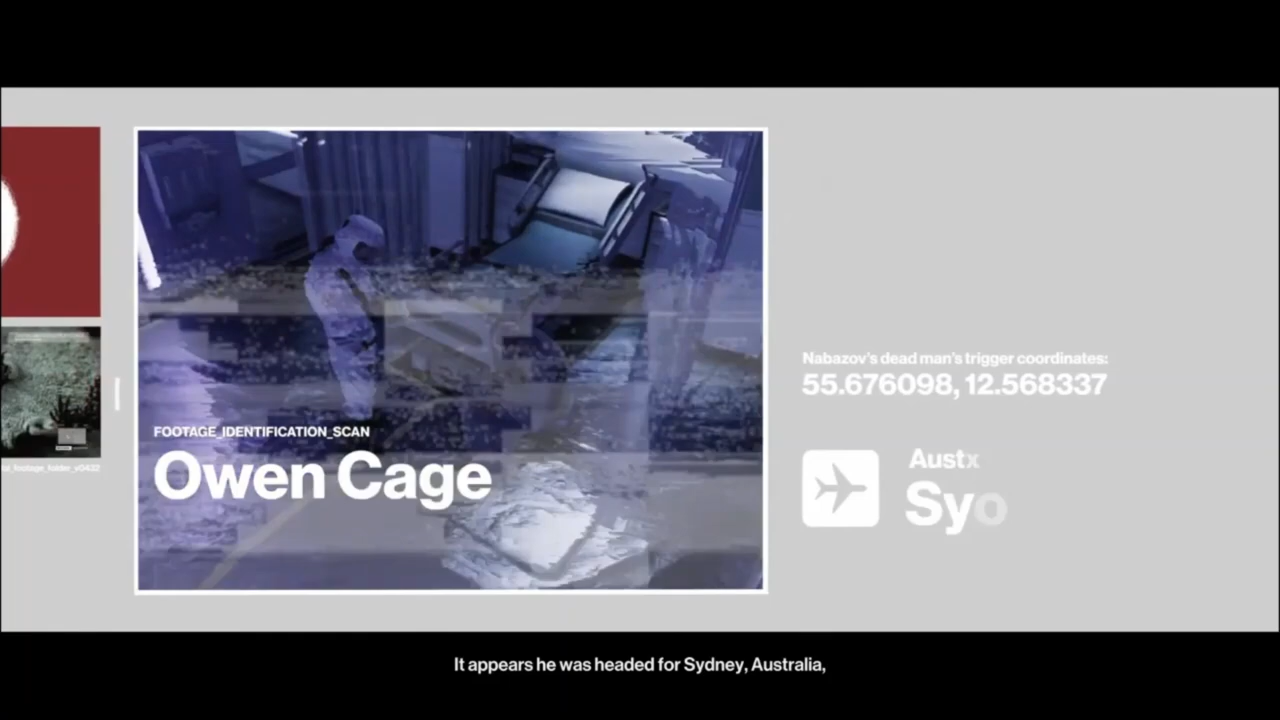 FOOTAGE_IDENTIFICATION_SCAN
Owen Cage
Nabazov's dead man's trigger coordinates:
55.676098, 12.568337
Austx
Syo
It appears he was headed for Sydney, Australia,